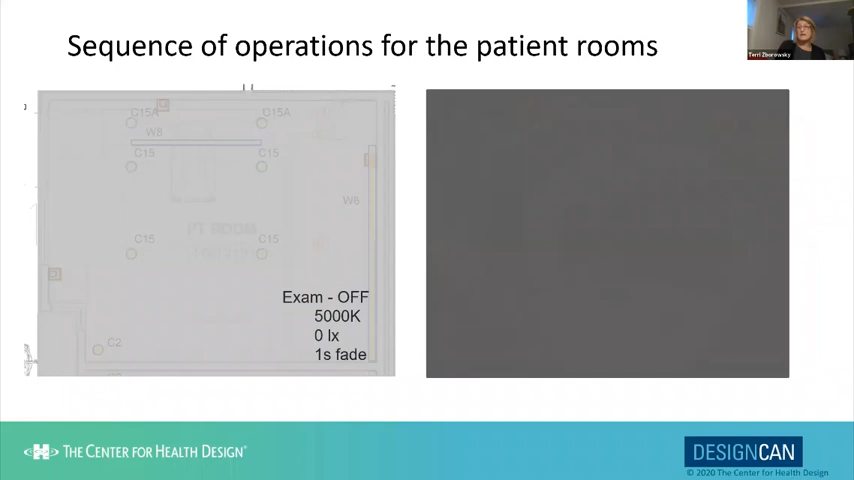 Sequence of operations for the patient rooms
Terri Zborowsky
C15A
C15A
W8
C15
C15
W6
PT ROOM
C15
C15
Exam - OFF
5000K
0 lx
1s fade
C2
THE CENTER FOR HEALTH DESIGN®
DESIGNCAN
© 2020 The Center for Health Design